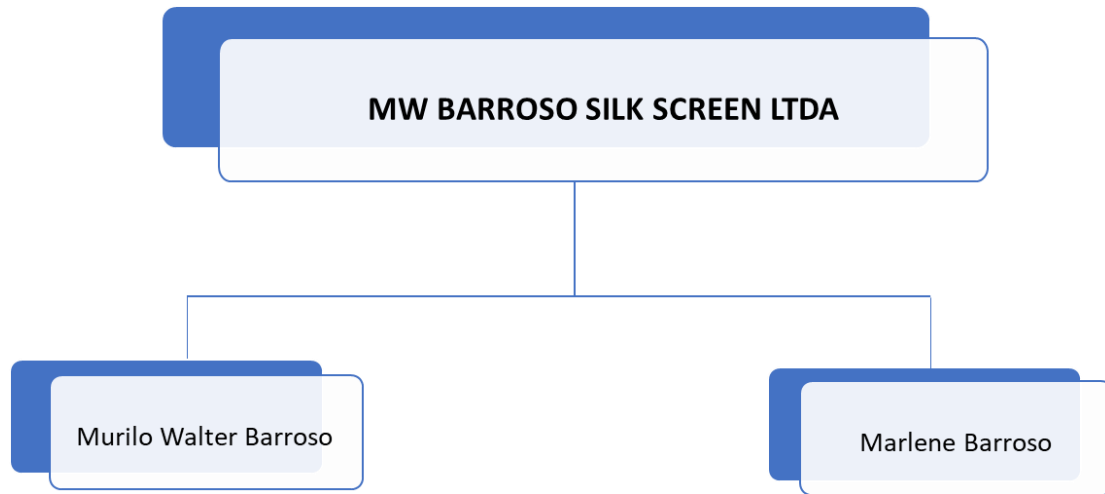 MW BARROSO SILK SCREEN LTDA
Murilo Walter Barroso
Marlene Barroso